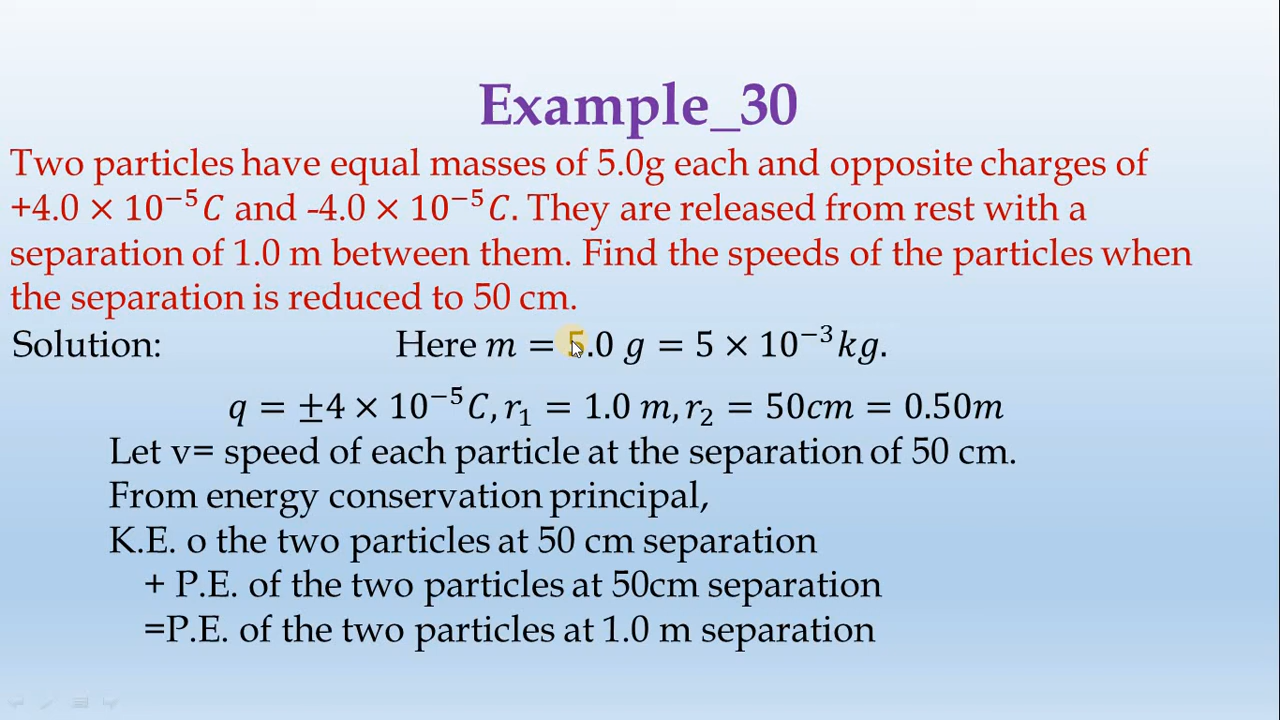 Example_30
Two particles have equal masses of 5.0g each and opposite charges of
+4.0 × 10⁻⁵C and -4.0 × 10⁻⁵C. They are released from rest with a
separation of 1.0 m between them. Find the speeds of the particles when
the separation is reduced to 50 cm.
Solution: Here m = 5.0 g = 5 × 10⁻³kg.
q = ±4 × 10⁻⁵C, r₁ = 1.0 m, r₂ = 50cm = 0.50m
Let v= speed of each particle at the separation of 50 cm.
From energy conservation principal,
K.E. o the two particles at 50 cm separation
+ P.E. of the two particles at 50cm separation
=P.E. of the two particles at 1.0 m separation